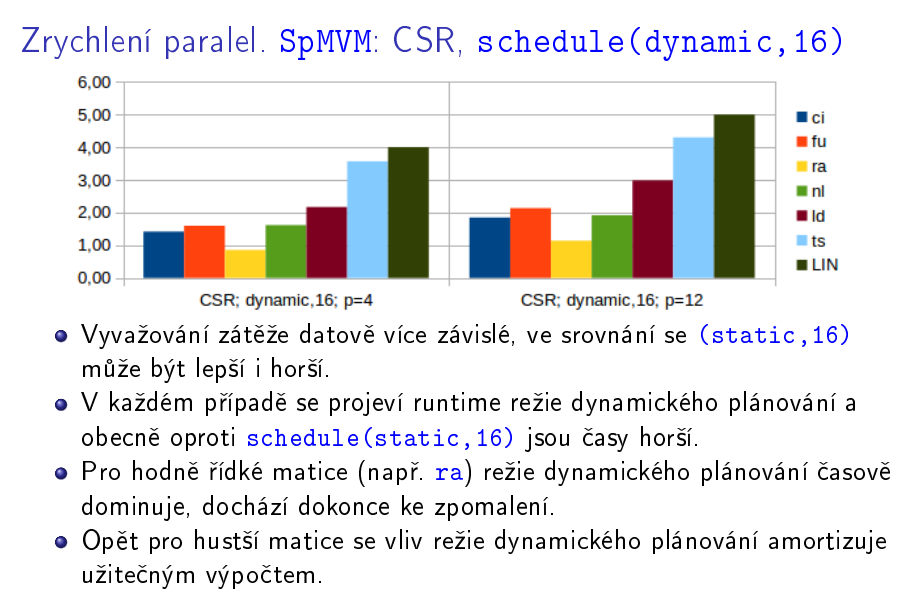 Zrychlení paralel. SpMVM: CSR, schedule(dynamic,16)
6,00
5,00
4,00
3,00
2,00
1,00
0,00
CSR; dynamic,16; p=4
CSR; dynamic,16; p=12
ci
fu
ra
nl
ld
ts
LIN
Vyvažování zátěže datově více závislé, ve srovnání se (static,16)
může být lepší i horší.
V každém případě se projeví runtime režie dynamického plánování a
obecně oproti schedule(static,16) jsou časy horší.
Pro hodně řídké matice (např. ra) režie dynamického plánování časově
dominuje, dochází dokonce ke zpomalení.
Opět pro hustší matice se vliv režie dynamického plánování amortizuje
užitečným výpočtem.